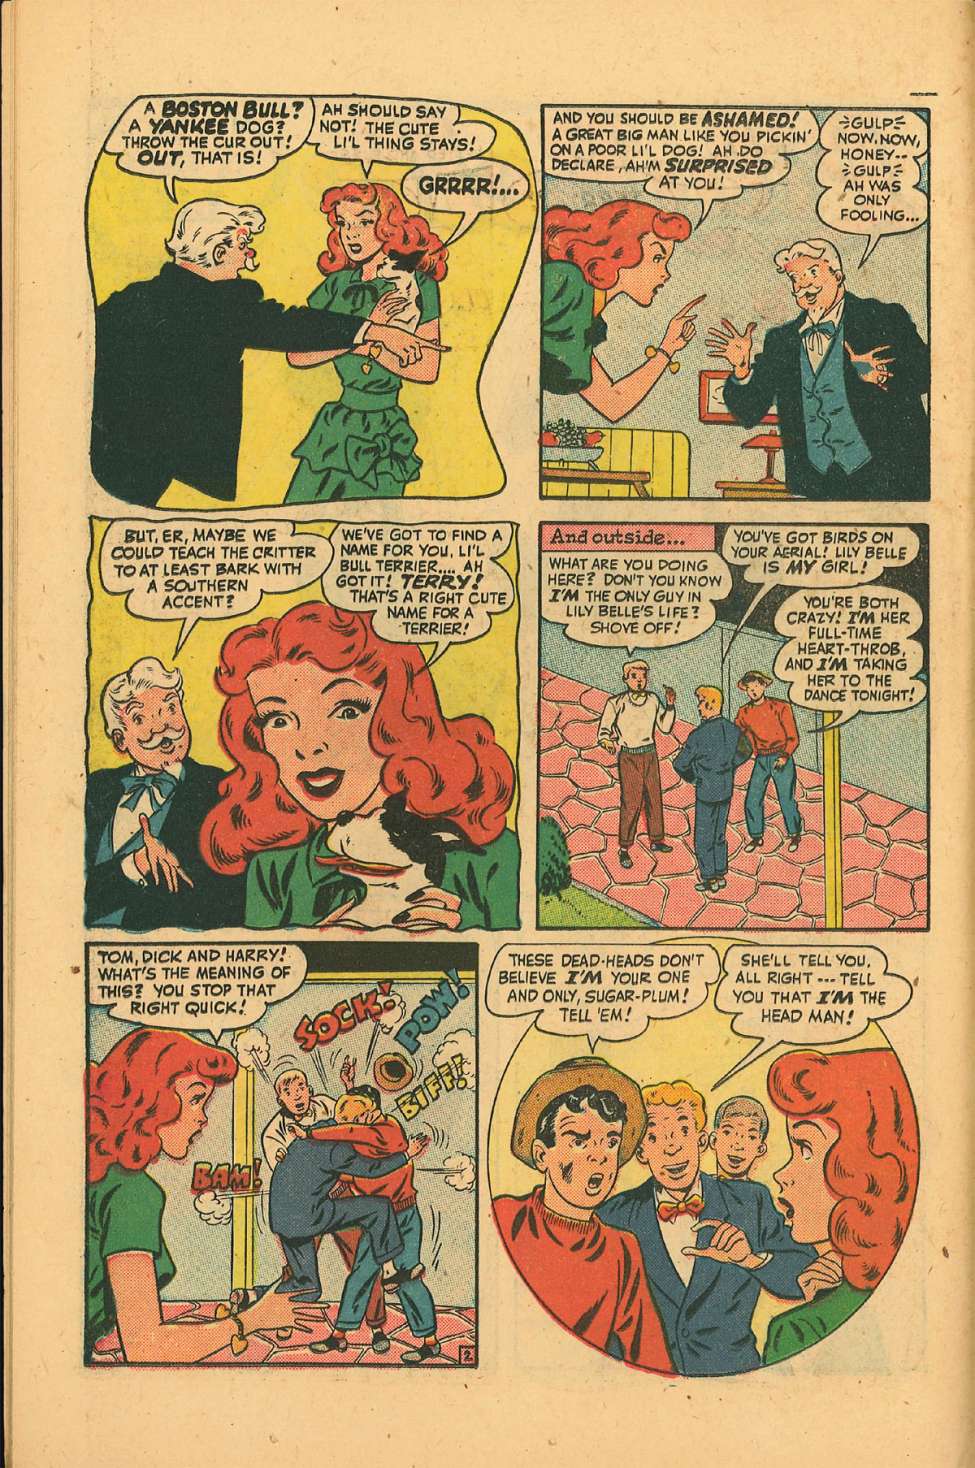 A BOSTON BULL?
A YANKEE DOG?
THROW THE CUR OUT!
OUT, THAT IS!
AH SHOULD SAY
NOT! THE CUTE
LI'L THING STAYS!
GRRRR!...
AND YOU SHOULD BE ASHAMED!
A GREAT BIG MAN LIKE YOU PICKIN'
ON A POOR LI'L DOG! AH DO
DECLARE, AH'M SURPRISED
AT YOU!
GULP
NOW, NOW,
HONEY--
GULP
AH WAS
ONLY
FOOLING...
BUT, ER, MAYBE WE
COULD TEACH THE CRITTER
TO AT LEAST BARK WITH
A SOUTHERN
ACCENT?
WE'VE GOT TO FIND A
NAME FOR YOU, LI'L
BULL TERRIER.... AH
GOT IT! TERRY!
THAT'S A RIGHT CUTE
NAME FOR A
TERRIER!
And outside...
WHAT ARE YOU DOING
HERE? DON'T YOU KNOW
I'M THE ONLY GUY IN
LILY BELLE'S LIFE?
SHOVE OFF!
YOU'VE GOT BIRDS ON
YOUR AERIAL! LILY BELLE
IS MY GIRL!
YOU'RE BOTH
CRAZY! I'M HER
FULL-TIME
HEART-THROB,
AND I'M TAKING
HER TO THE
DANCE TONIGHT!
TOM, DICK AND HARRY!
WHAT'S THE MEANING OF
THIS? YOU STOP THAT
RIGHT QUICK!
SOCK!
POW!
BIFF!
BAM!
2
THESE DEAD-HEADS DON'T
BELIEVE I'M YOUR ONE
AND ONLY, SUGAR-PLUM!
TELL 'EM!
SHE'LL TELL YOU,
ALL RIGHT --- TELL
YOU THAT I'M THE
HEAD MAN!